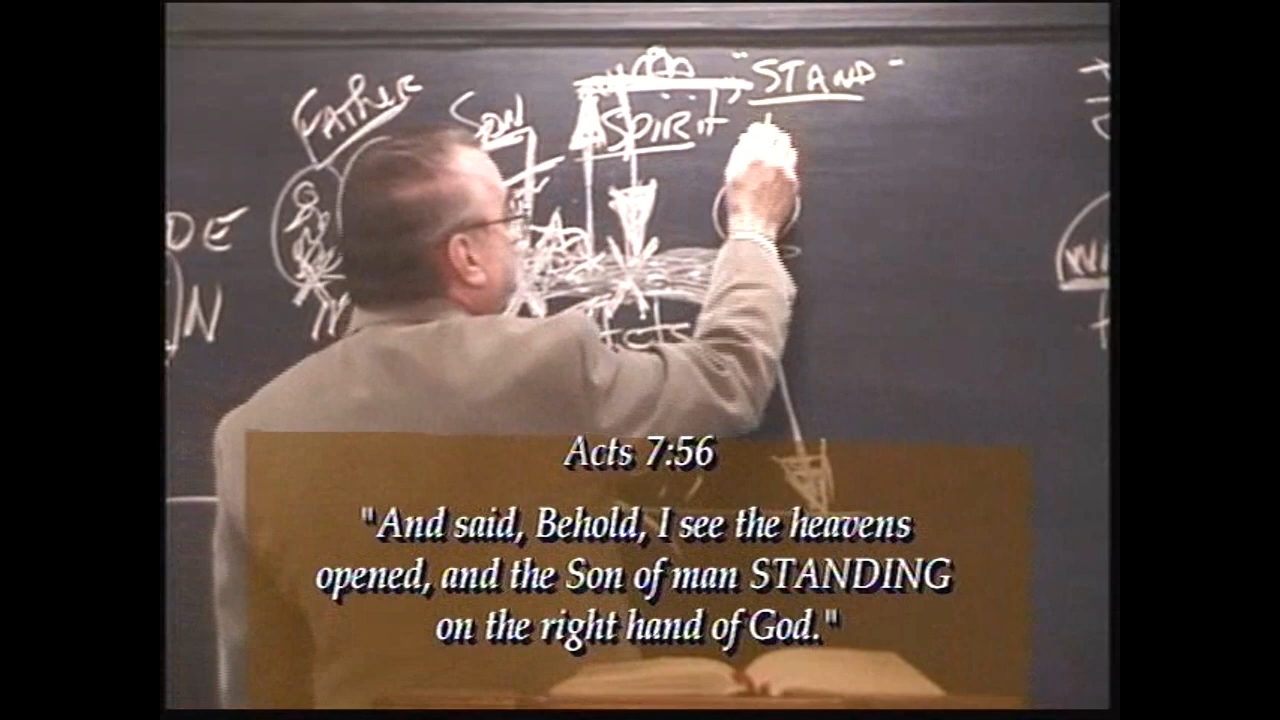 Father
Son
"STAND"
SPIRIT
DE
N
Acts 7:56
"And said, Behold, I see the heavens
opened, and the Son of man STANDING
on the right hand of God."